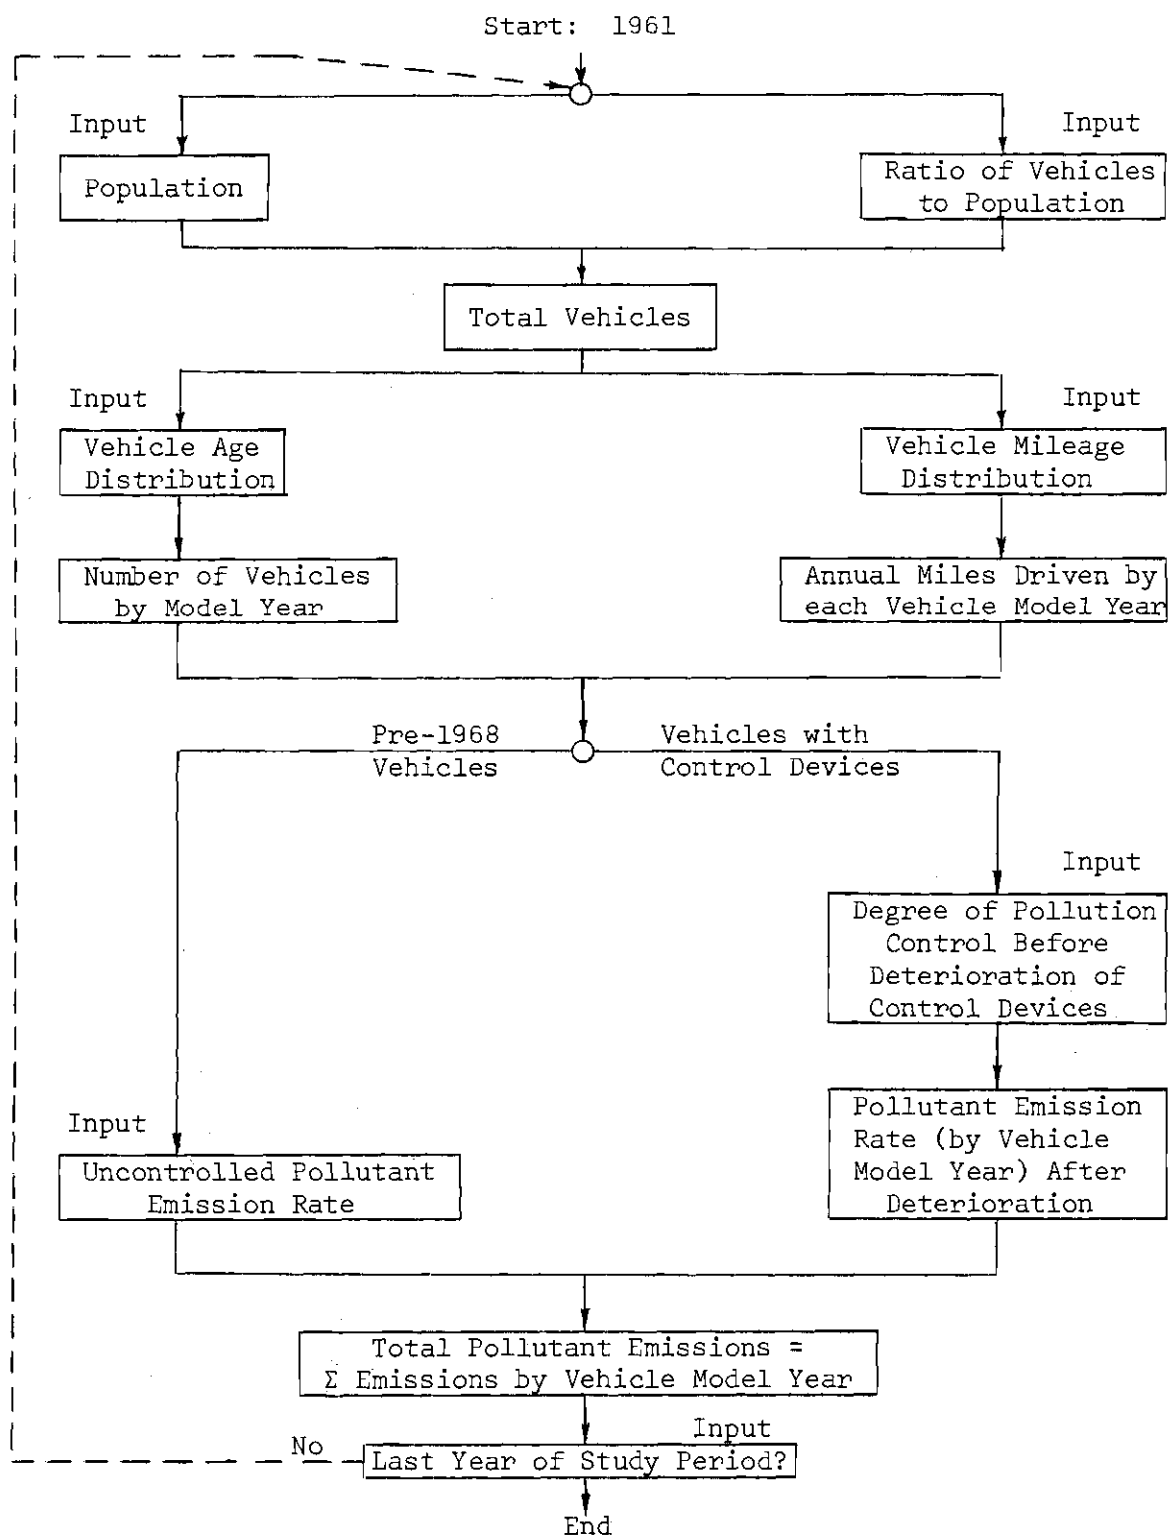 Start: 1961
Input
Input
Population
Ratio of Vehicles
to Population
Total Vehicles
Input
Input
Vehicle Age
Distribution
Vehicle Mileage
Distribution
Number of Vehicles
by Model Year
Annual Miles Driven by
each Vehicle Model Year
Pre-1968
Vehicles
Vehicles with
Control Devices
Input
Degree of Pollution
Control Before
Deterioration of
Control Devices
Input
Uncontrolled Pollutant
Emission Rate
Pollutant Emission
Rate (by Vehicle
Model Year) After
Deterioration
Total Pollutant Emissions =
Σ Emissions by Vehicle Model Year
Input
No
Last Year of Study Period?
End